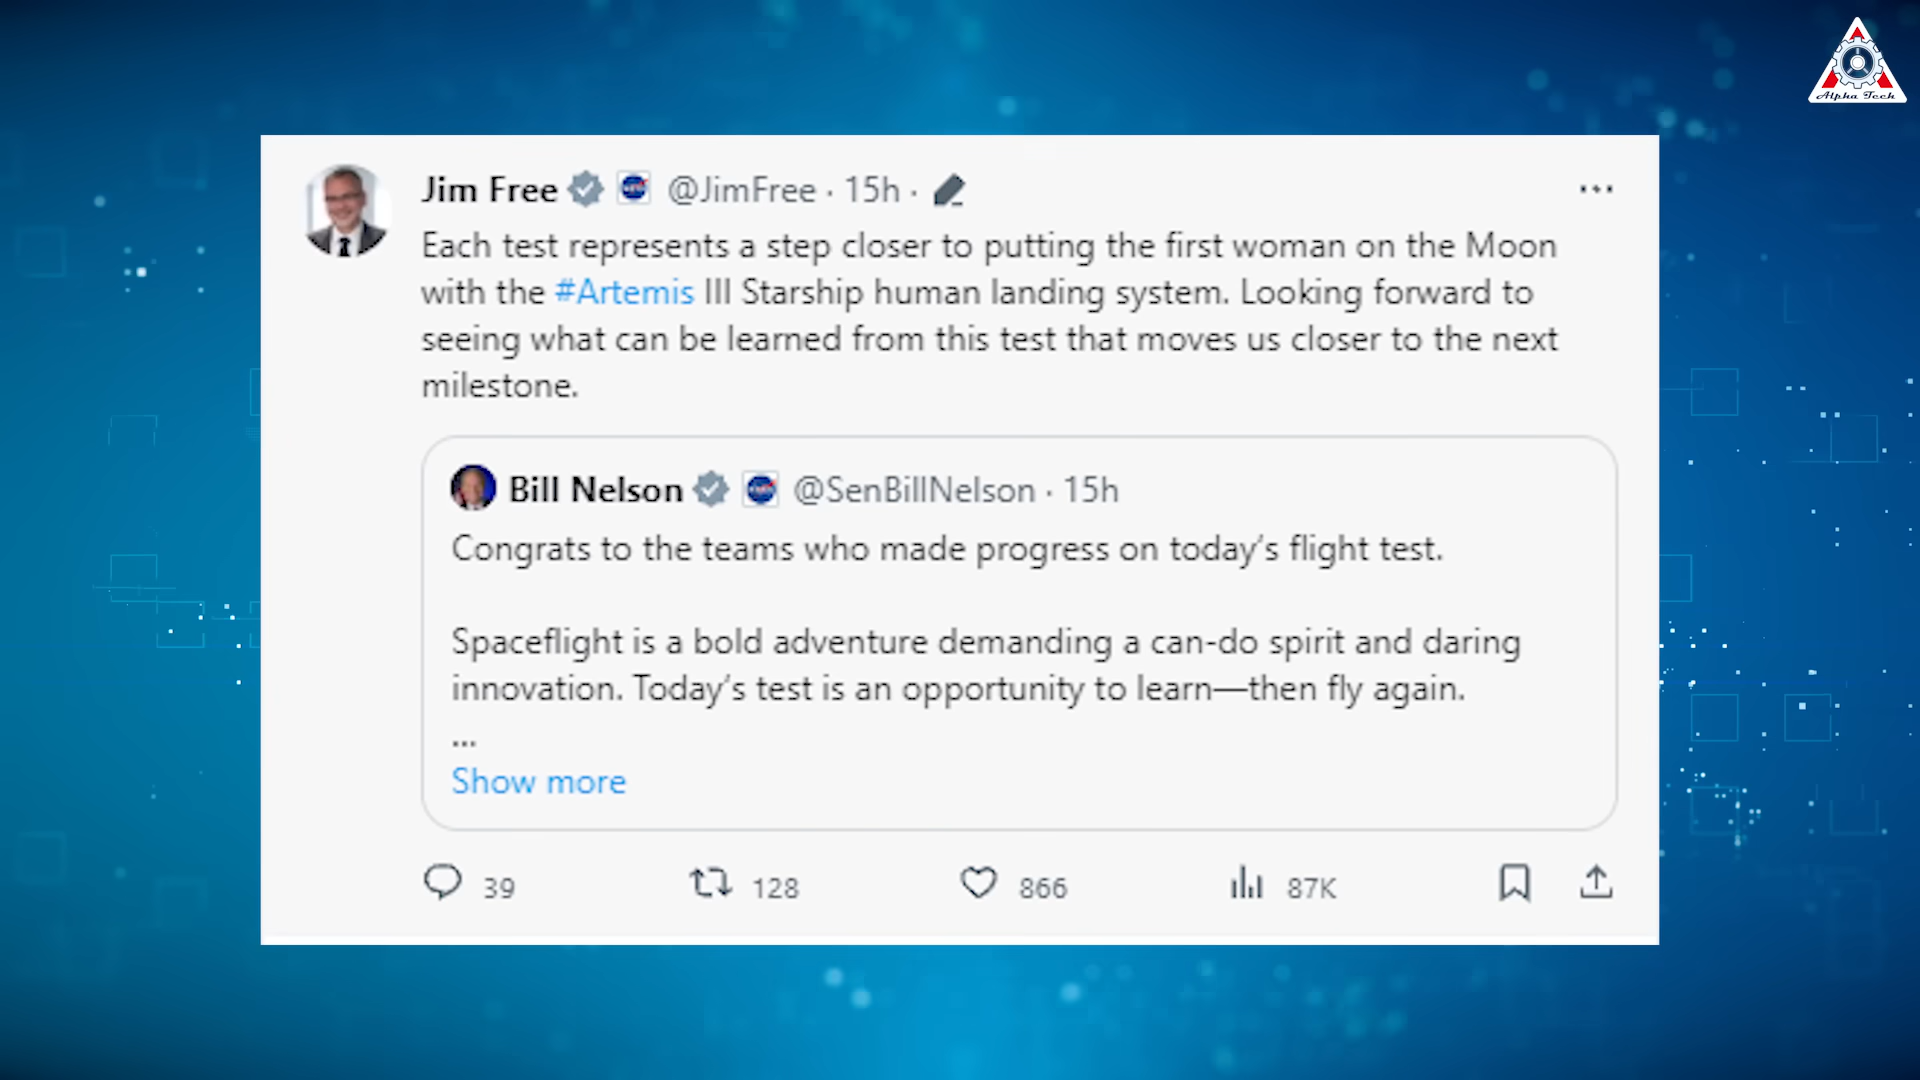 Alpha Tech
Jim Free @JimFree · 15h ·
Each test represents a step closer to putting the first woman on the Moon
with the #Artemis III Starship human landing system. Looking forward to
seeing what can be learned from this test that moves us closer to the next
milestone.
Bill Nelson @SenBillNelson · 15h
Congrats to the teams who made progress on today’s flight test.
Spaceflight is a bold adventure demanding a can-do spirit and daring
innovation. Today’s test is an opportunity to learn—then fly again.
...
Show more
39 128 866 87K